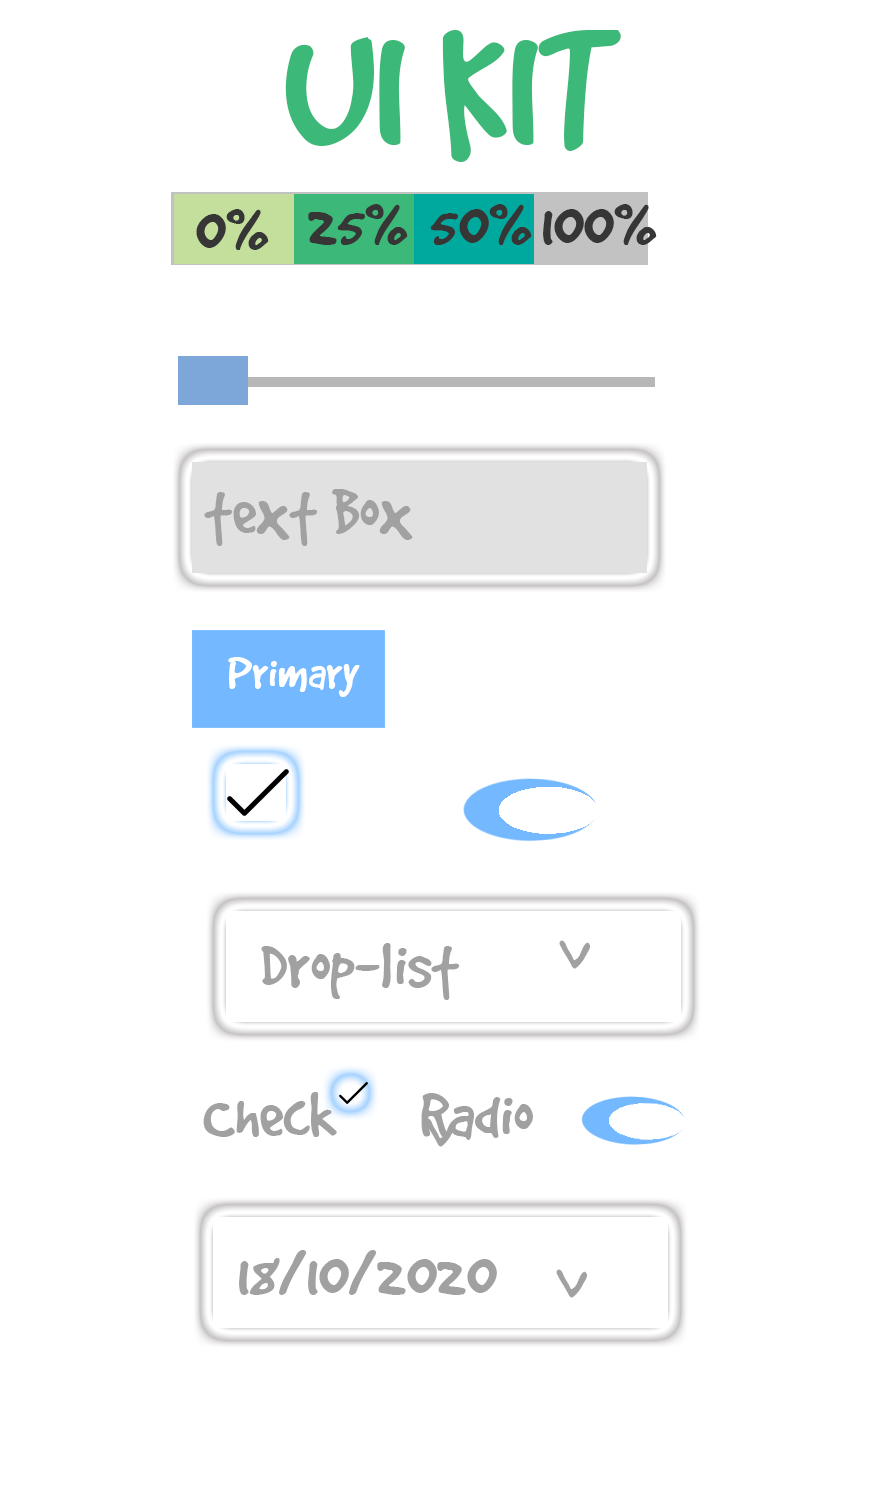 UI KIT
0% 25% 50% 100%
text Box
Primary
Drop-list
Check Radio
18/10/2020